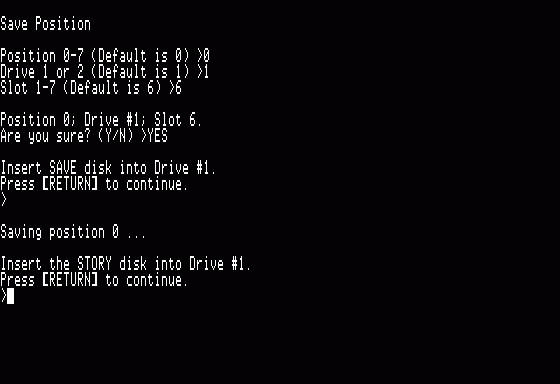 Save Position
Position 0-7 (Default is 0) >0
Drive 1 or 2 (Default is 1) >1
Slot 1-7 (Default is 6) >6
Position 0; Drive #1; Slot 6.
Are you sure? (Y/N) >YES
Insert SAVE disk into Drive #1.
Press [RETURN] to continue.
>
Saving position 0 ...
Insert the STORY disk into Drive #1.
Press [RETURN] to continue.
>